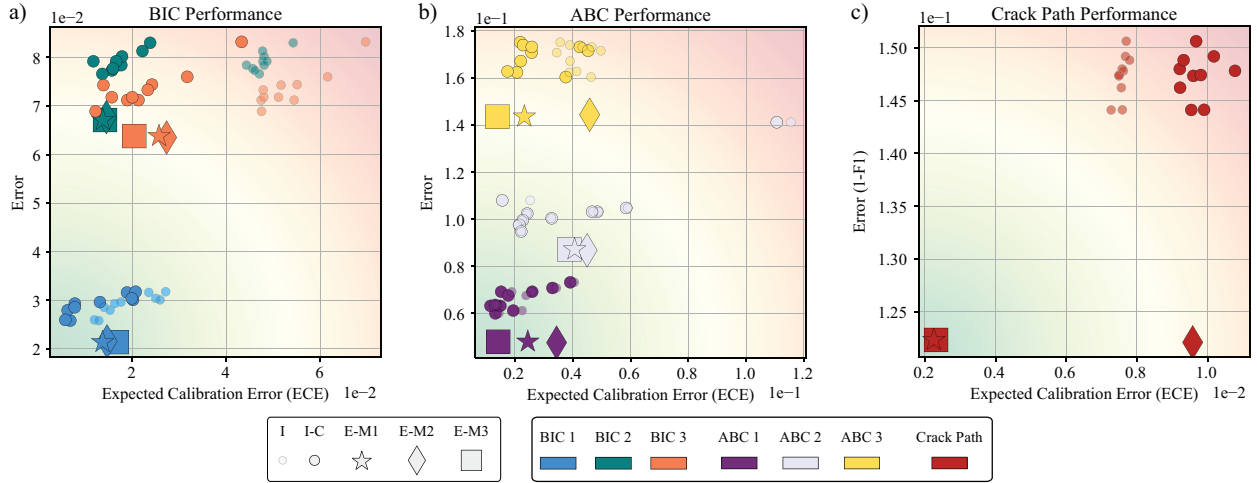 a)
BIC Performance
1e−2
8
7
6
5
4
3
2
Error
2
4
6
Expected Calibration Error (ECE)
1e−2
b)
ABC Performance
1e−1
1.8
1.6
1.4
1.2
1.0
0.8
0.6
Error
0.2
0.4
0.6
0.8
1.0
1.2
Expected Calibration Error (ECE)
1e−1
c)
Crack Path Performance
1e−1
1.50
1.45
1.40
1.35
1.30
1.25
Error (1-F1)
0.2
0.4
0.6
0.8
1.0
Expected Calibration Error (ECE)
1e−2
I I-C E-M1 E-M2 E-M3
BIC 1 BIC 2 BIC 3 ABC 1 ABC 2 ABC 3 Crack Path